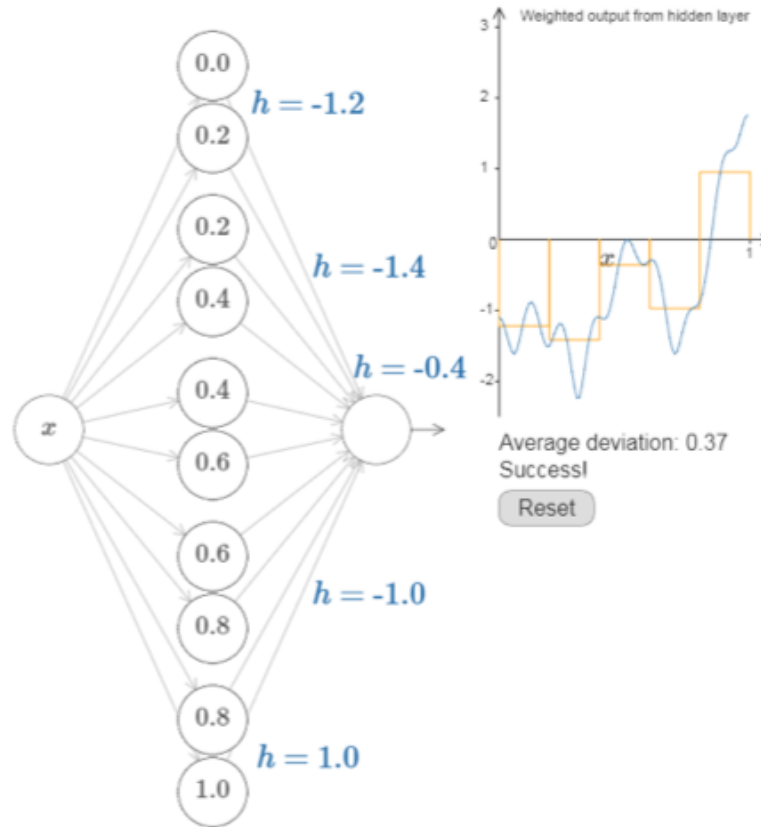 0.0
h = -1.2
0.2
0.2
h = -1.4
0.4
h = -0.4
0.4
x
0.6
0.6
h = -1.0
0.8
0.8
h = 1.0
1.0
Weighted output from hidden layer
3
2
1
0
x
1
-1
-2
Average deviation: 0.37
Success!
Reset